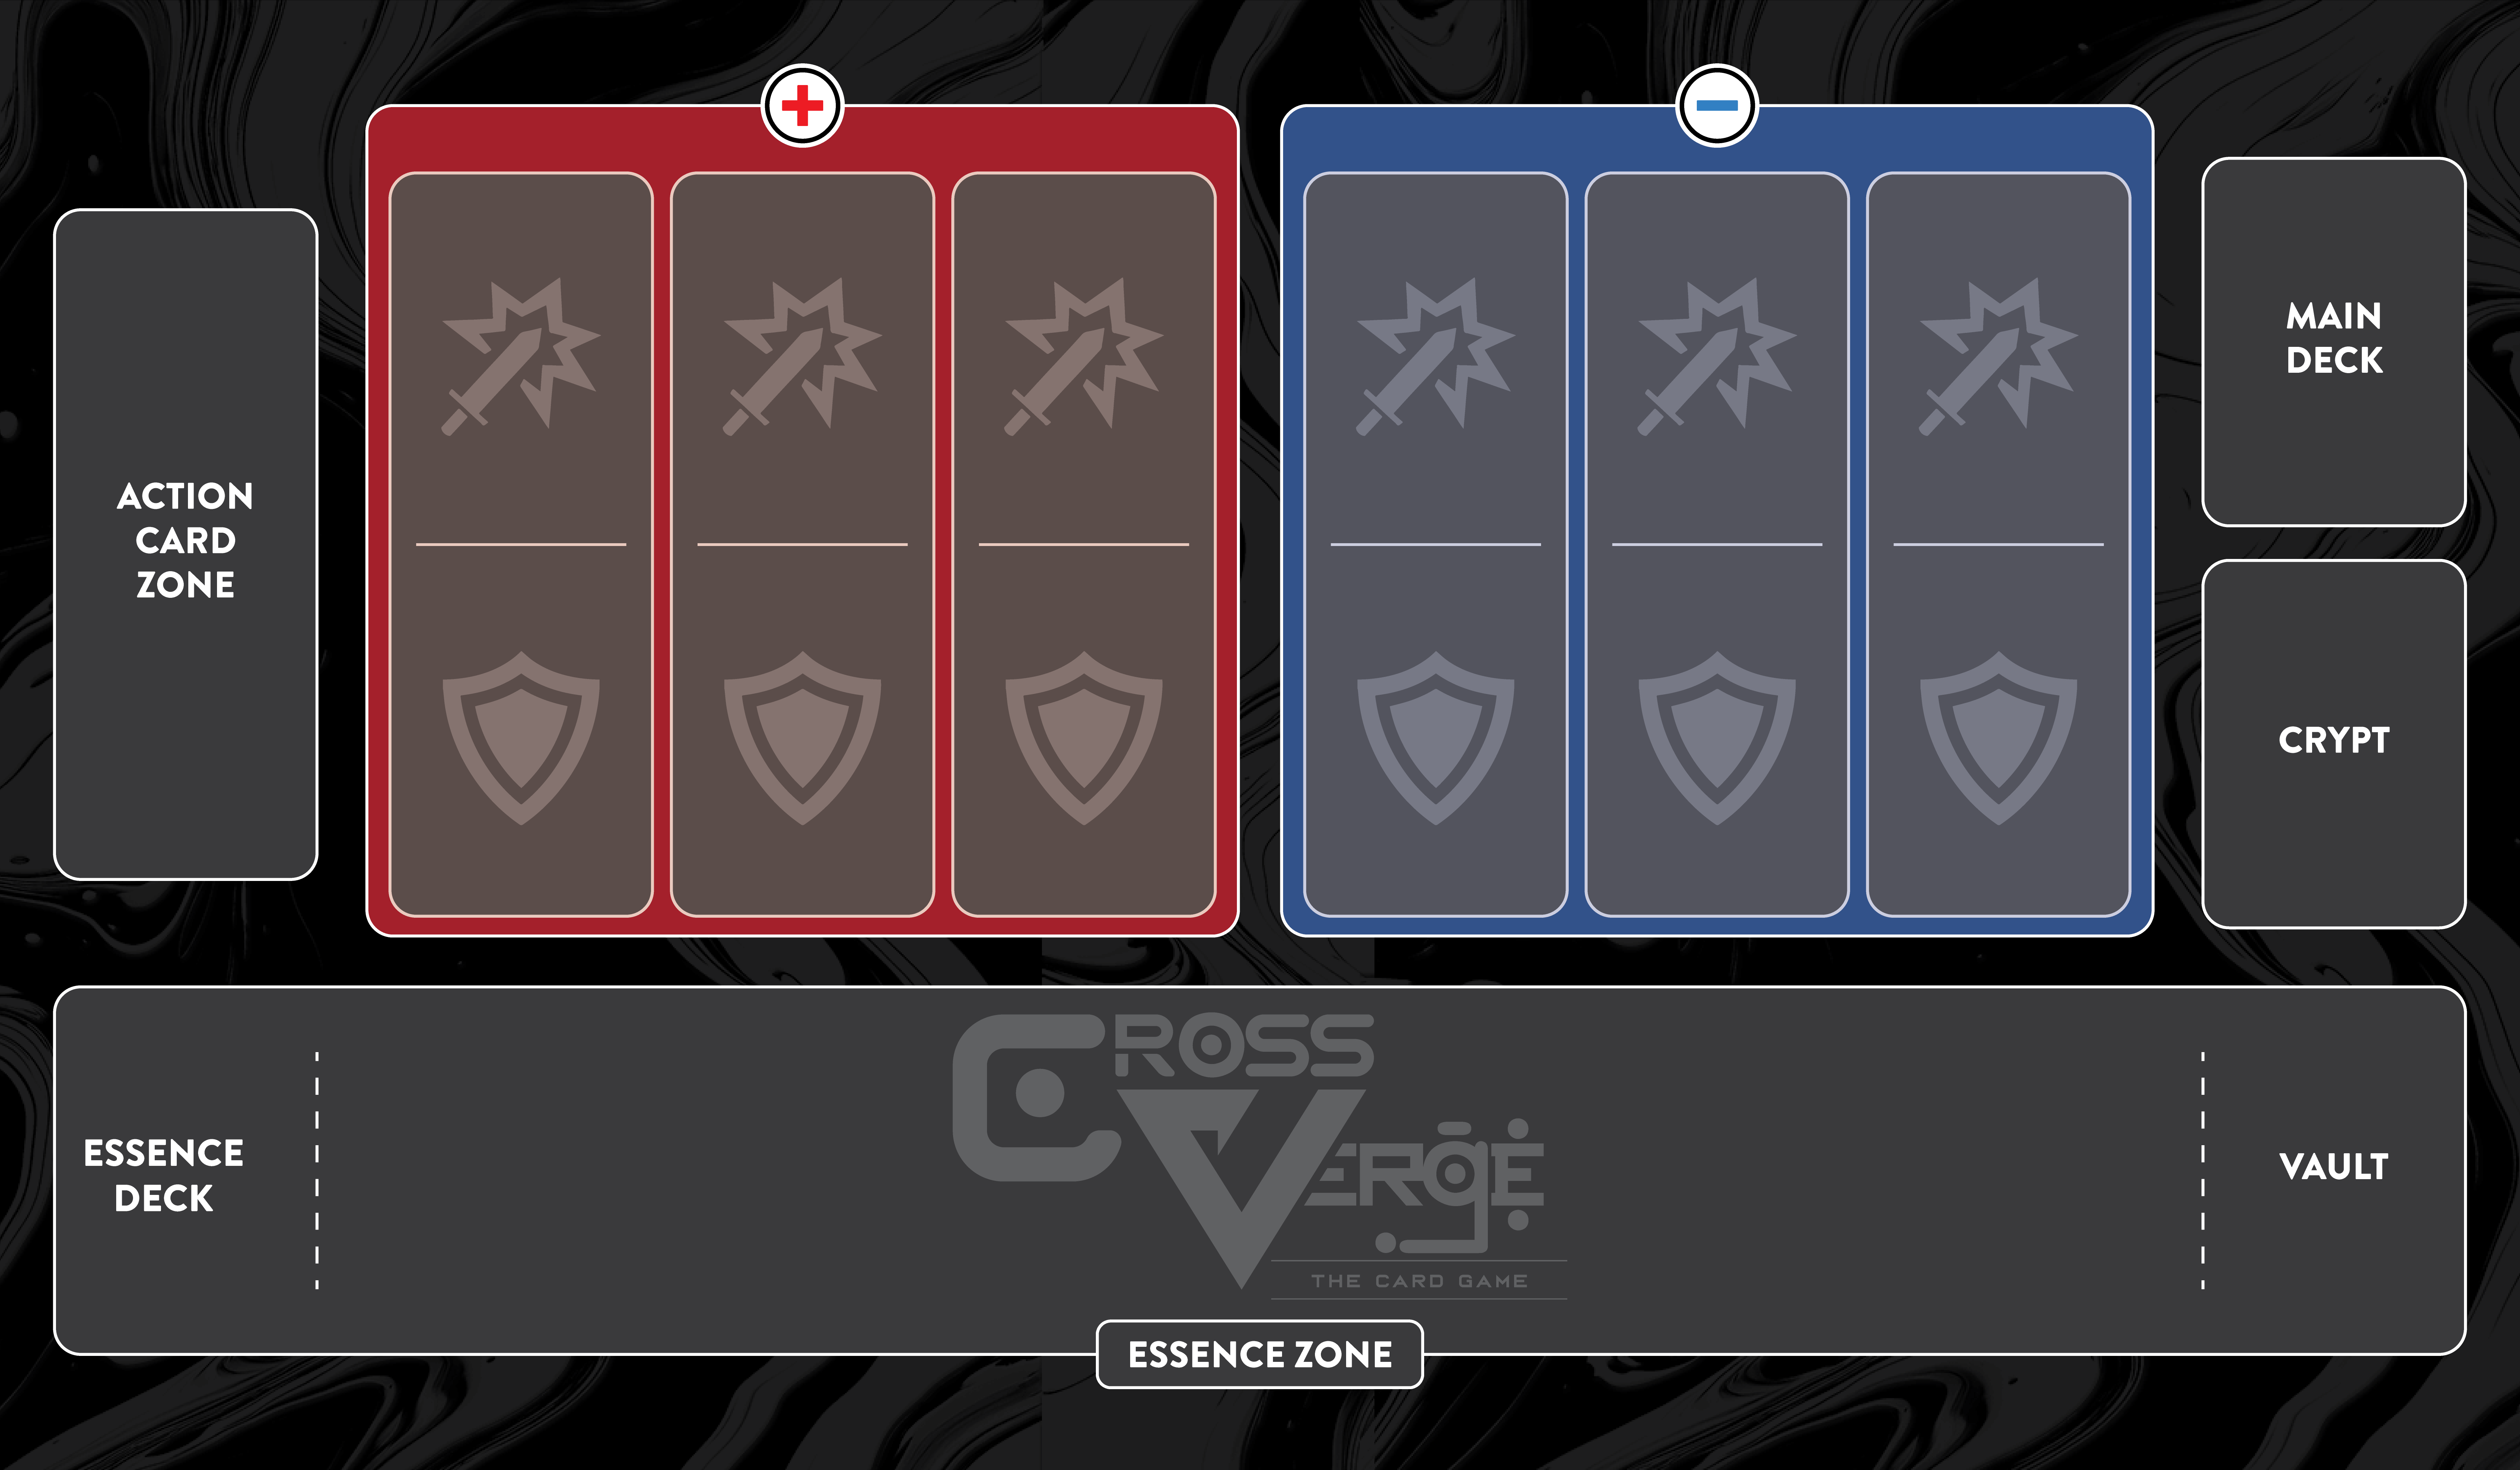 ACTION
CARD
ZONE
MAIN
DECK
CRYPT
CROSS
VERGE
THE CARD GAME
ESSENCE
DECK
VAULT
ESSENCE ZONE